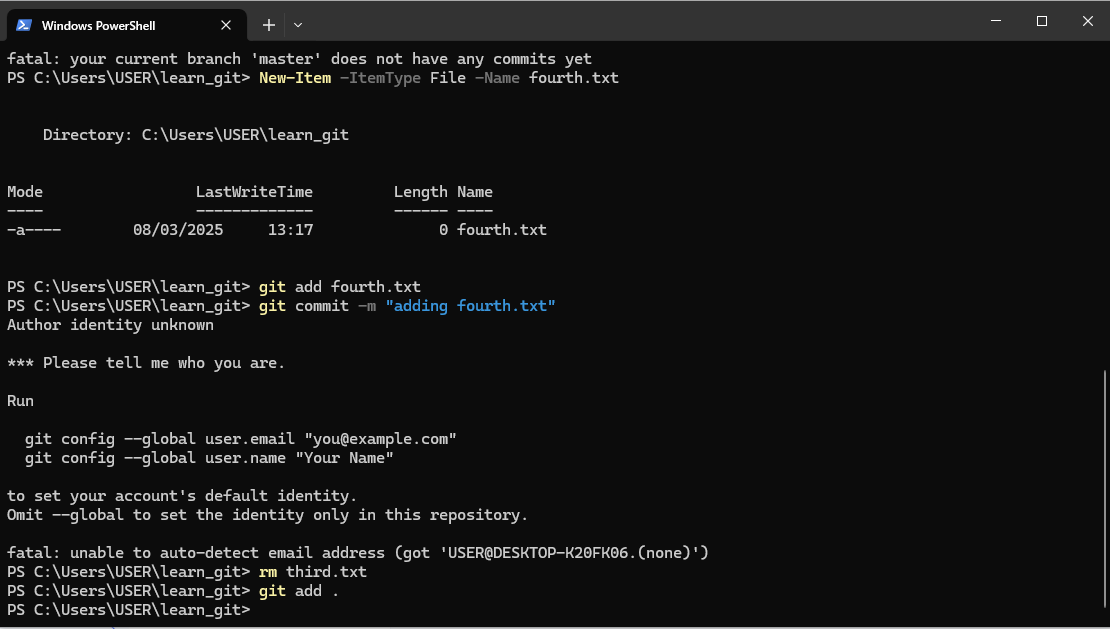 Windows PowerShell
fatal: your current branch 'master' does not have any commits yet
PS C:\Users\USER\learn_git> New-Item -ItemType File -Name fourth.txt
Directory: C:\Users\USER\learn_git
Mode                 LastWriteTime         Length Name
----                 -------------         ------ ----
-a----        08/03/2025     13:17              0 fourth.txt
PS C:\Users\USER\learn_git> git add fourth.txt
PS C:\Users\USER\learn_git> git commit -m "adding fourth.txt"
Author identity unknown
*** Please tell me who you are.
Run
git config --global user.email "you@example.com"
git config --global user.name "Your Name"
to set your account's default identity.
Omit --global to set the identity only in this repository.
fatal: unable to auto-detect email address (got 'USER@DESKTOP-K20FK06.(none)')
PS C:\Users\USER\learn_git> rm third.txt
PS C:\Users\USER\learn_git> git add .
PS C:\Users\USER\learn_git>